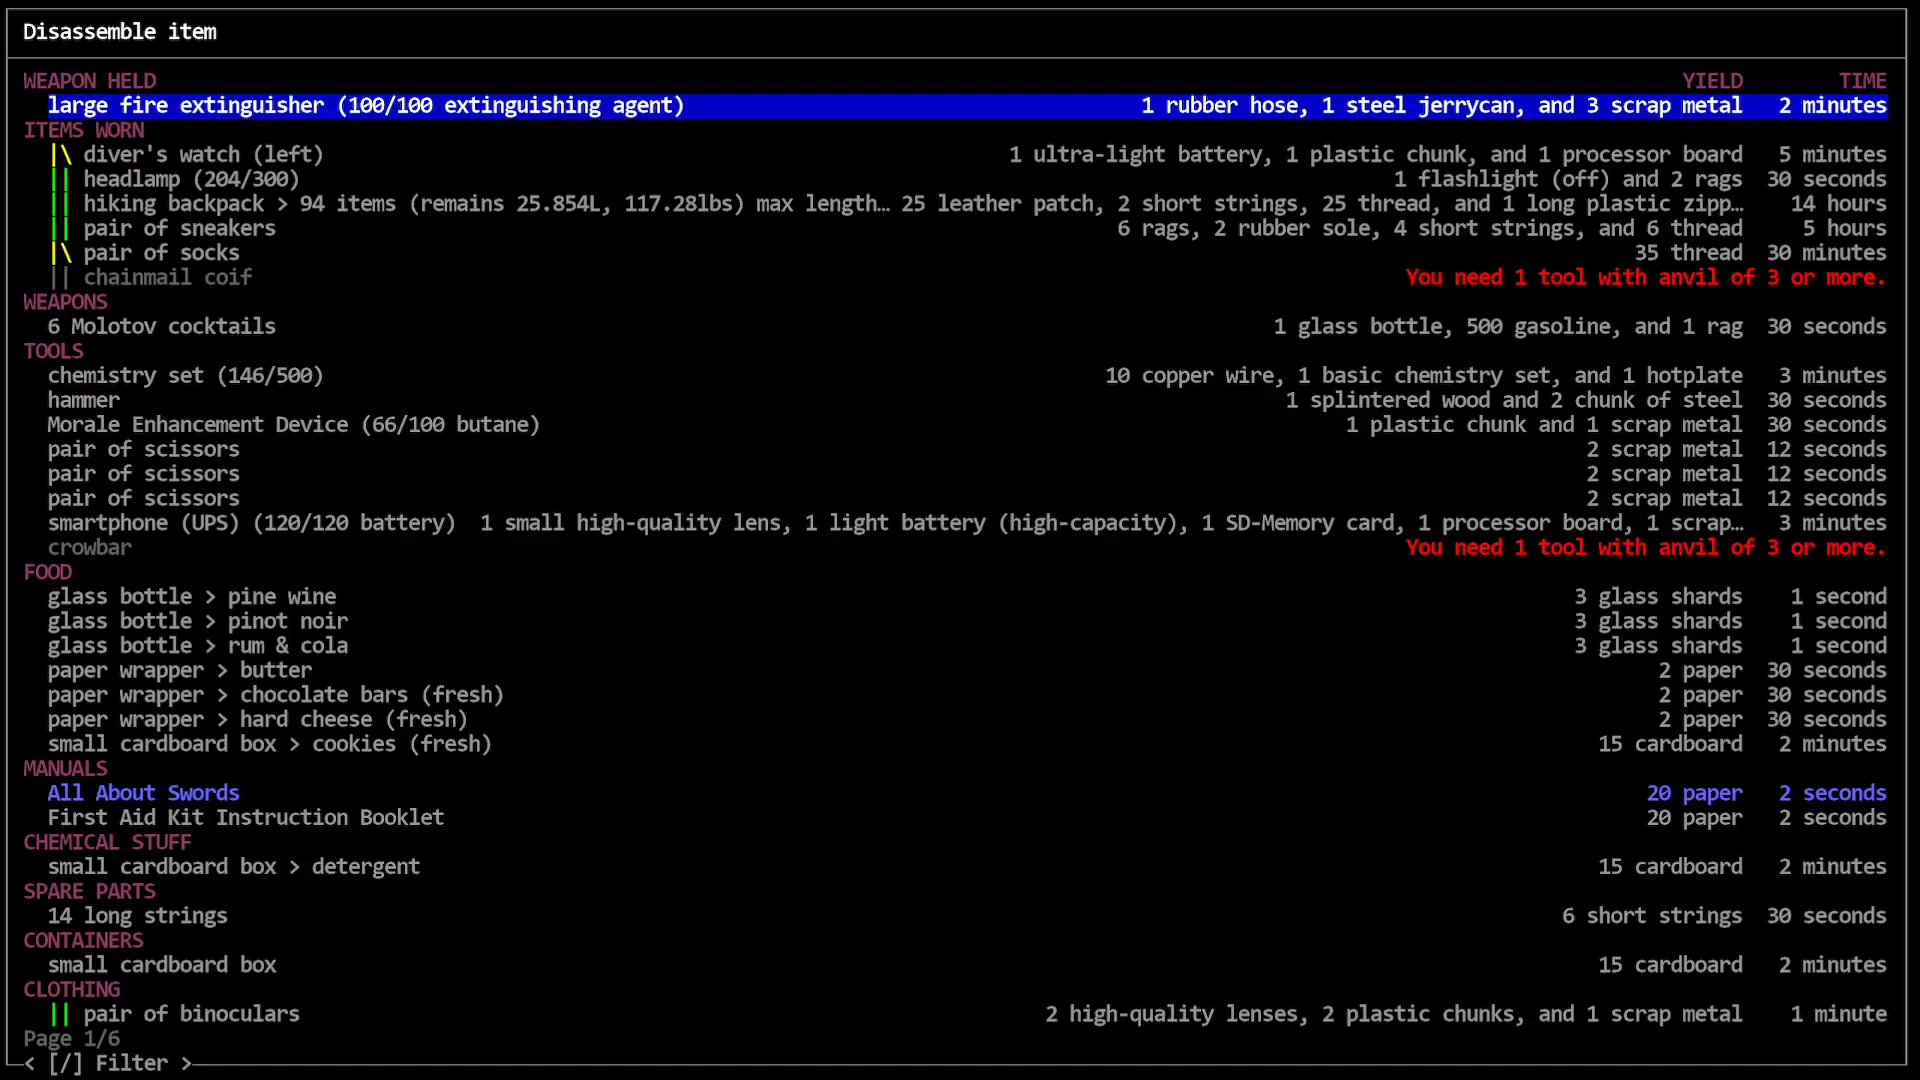 Disassemble item
WEAPON HELD YIELD TIME
large fire extinguisher (100/100 extinguishing agent) 1 rubber hose, 1 steel jerrycan, and 3 scrap metal 2 minutes
ITEMS WORN
|\ diver's watch (left) 1 ultra-light battery, 1 plastic chunk, and 1 processor board 5 minutes
|| headlamp (204/300) 1 flashlight (off) and 2 rags 30 seconds
|| hiking backpack > 94 items (remains 25.854L, 117.28lbs) max length… 25 leather patch, 2 short strings, 25 thread, and 1 long plastic zipp… 14 hours
|| pair of sneakers 6 rags, 2 rubber sole, 4 short strings, and 6 thread 5 hours
|\ pair of socks 35 thread 30 minutes
|| chainmail coif You need 1 tool with anvil of 3 or more.
WEAPONS
6 Molotov cocktails 1 glass bottle, 500 gasoline, and 1 rag 30 seconds
TOOLS
chemistry set (146/500) 10 copper wire, 1 basic chemistry set, and 1 hotplate 3 minutes
hammer 1 splintered wood and 2 chunk of steel 30 seconds
Morale Enhancement Device (66/100 butane) 1 plastic chunk and 1 scrap metal 30 seconds
pair of scissors 2 scrap metal 12 seconds
pair of scissors 2 scrap metal 12 seconds
pair of scissors 2 scrap metal 12 seconds
smartphone (UPS) (120/120 battery) 1 small high-quality lens, 1 light battery (high-capacity), 1 SD-Memory card, 1 processor board, 1 scrap… 3 minutes
crowbar You need 1 tool with anvil of 3 or more.
FOOD
glass bottle > pine wine 3 glass shards 1 second
glass bottle > pinot noir 3 glass shards 1 second
glass bottle > rum & cola 3 glass shards 1 second
paper wrapper > butter 2 paper 30 seconds
paper wrapper > chocolate bars (fresh) 2 paper 30 seconds
paper wrapper > hard cheese (fresh) 2 paper 30 seconds
small cardboard box > cookies (fresh) 15 cardboard 2 minutes
MANUALS
All About Swords 20 paper 2 seconds
First Aid Kit Instruction Booklet 20 paper 2 seconds
CHEMICAL STUFF
small cardboard box > detergent 15 cardboard 2 minutes
SPARE PARTS
14 long strings 6 short strings 30 seconds
CONTAINERS
small cardboard box 15 cardboard 2 minutes
CLOTHING
|| pair of binoculars 2 high-quality lenses, 2 plastic chunks, and 1 scrap metal 1 minute
Page 1/6
< [/] Filter >